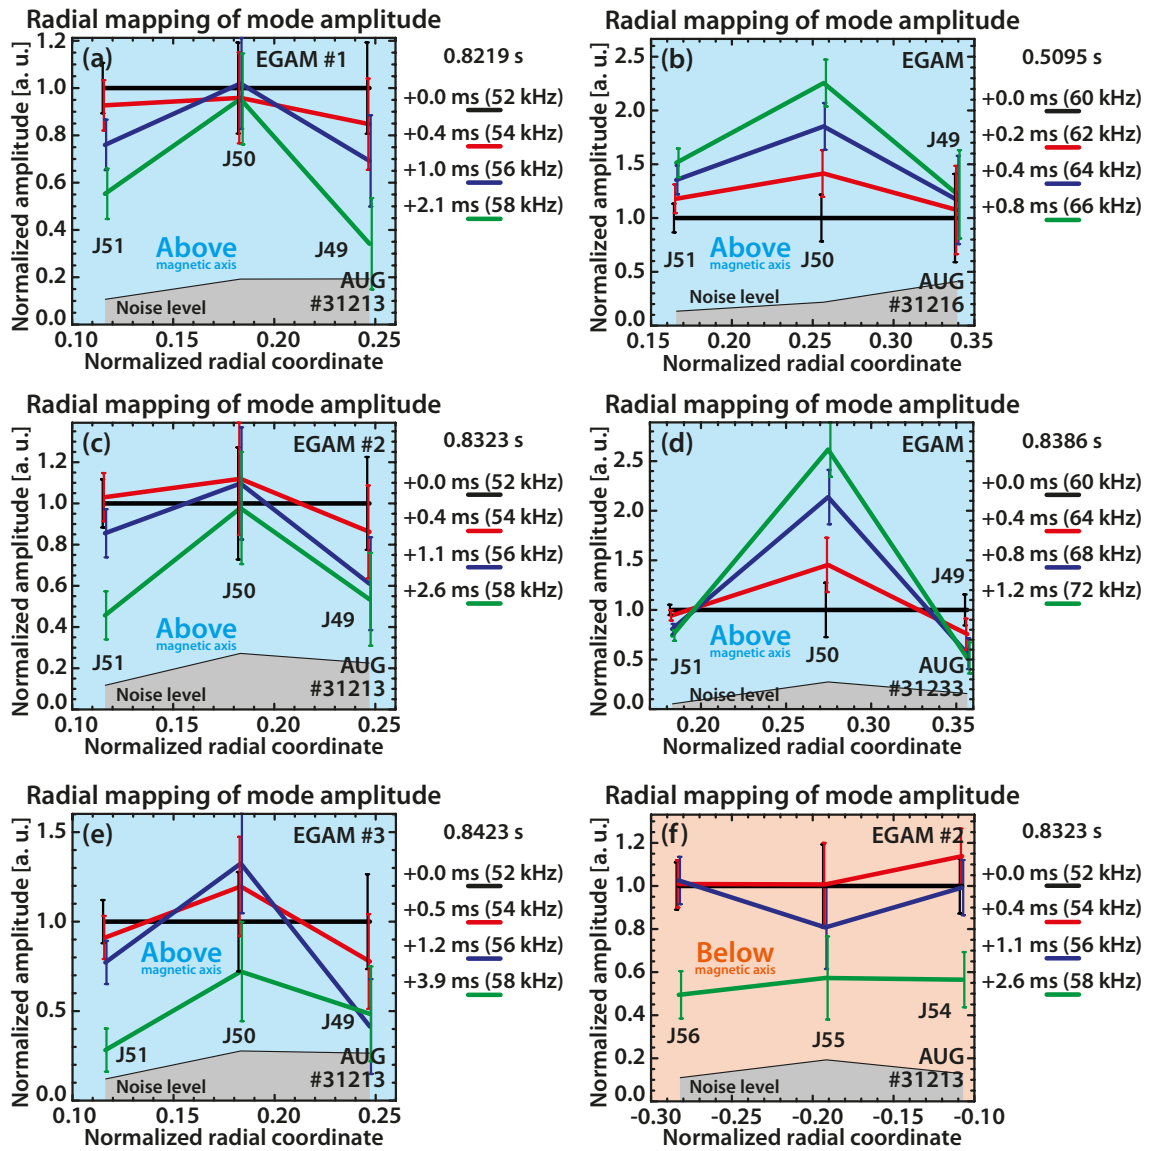 Radial mapping of mode amplitude
Normalized amplitude [a. u.]
1.2
1.0
0.8
0.6
0.4
0.2
0.0
(a)
EGAM #1
J50
J51
J49
Above
magnetic axis
AUG
#31213
Noise level
0.10 0.15 0.20 0.25
Normalized radial coordinate
0.8219 s
+0.0 ms (52 kHz)
+0.4 ms (54 kHz)
+1.0 ms (56 kHz)
+2.1 ms (58 kHz)
Radial mapping of mode amplitude
Normalized amplitude [a. u.]
2.5
2.0
1.5
1.0
0.5
0.0
(b)
EGAM
J49
J51
J50
Above
magnetic axis
Noise level
AUG
#31216
0.15 0.20 0.25 0.30 0.35
Normalized radial coordinate
0.5095 s
+0.0 ms (60 kHz)
+0.2 ms (62 kHz)
+0.4 ms (64 kHz)
+0.8 ms (66 kHz)
Radial mapping of mode amplitude
Normalized amplitude [a. u.]
1.2
1.0
0.8
0.6
0.4
0.2
0.0
(c)
EGAM #2
J50
J49
J51
Above
magnetic axis
AUG
#31213
Noise level
0.10 0.15 0.20 0.25
Normalized radial coordinate
0.8323 s
+0.0 ms (52 kHz)
+0.4 ms (54 kHz)
+1.1 ms (56 kHz)
+2.6 ms (58 kHz)
Radial mapping of mode amplitude
Normalized amplitude [a. u.]
2.5
2.0
1.5
1.0
0.5
0.0
(d)
EGAM
J49
J51
J50
Above
magnetic axis
AUG
#31233
Noise level
0.20 0.25 0.30 0.35
Normalized radial coordinate
0.8386 s
+0.0 ms (60 kHz)
+0.4 ms (64 kHz)
+0.8 ms (68 kHz)
+1.2 ms (72 kHz)
Radial mapping of mode amplitude
Normalized amplitude [a. u.]
1.5
1.0
0.5
0.0
(e)
EGAM #3
Above
magnetic axis
J49
J50
J51
AUG
#31213
Noise level
0.10 0.15 0.20 0.25
Normalized radial coordinate
0.8423 s
+0.0 ms (52 kHz)
+0.5 ms (54 kHz)
+1.2 ms (56 kHz)
+3.9 ms (58 kHz)
Radial mapping of mode amplitude
Normalized amplitude [a. u.]
1.2
1.0
0.8
0.6
0.4
0.2
0.0
(f)
EGAM #2
Below
magnetic axis
J54
J56
J55
AUG
#31213
Noise level
-0.30 -0.25 -0.20 -0.15 -0.10
Normalized radial coordinate
0.8323 s
+0.0 ms (52 kHz)
+0.4 ms (54 kHz)
+1.1 ms (56 kHz)
+2.6 ms (58 kHz)